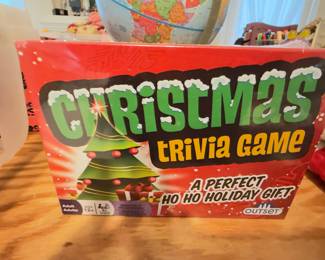 CHRISTMAS
TRIVIA GAME
A PERFECT
HO HO HOLIDAY GIFT
OUTSET